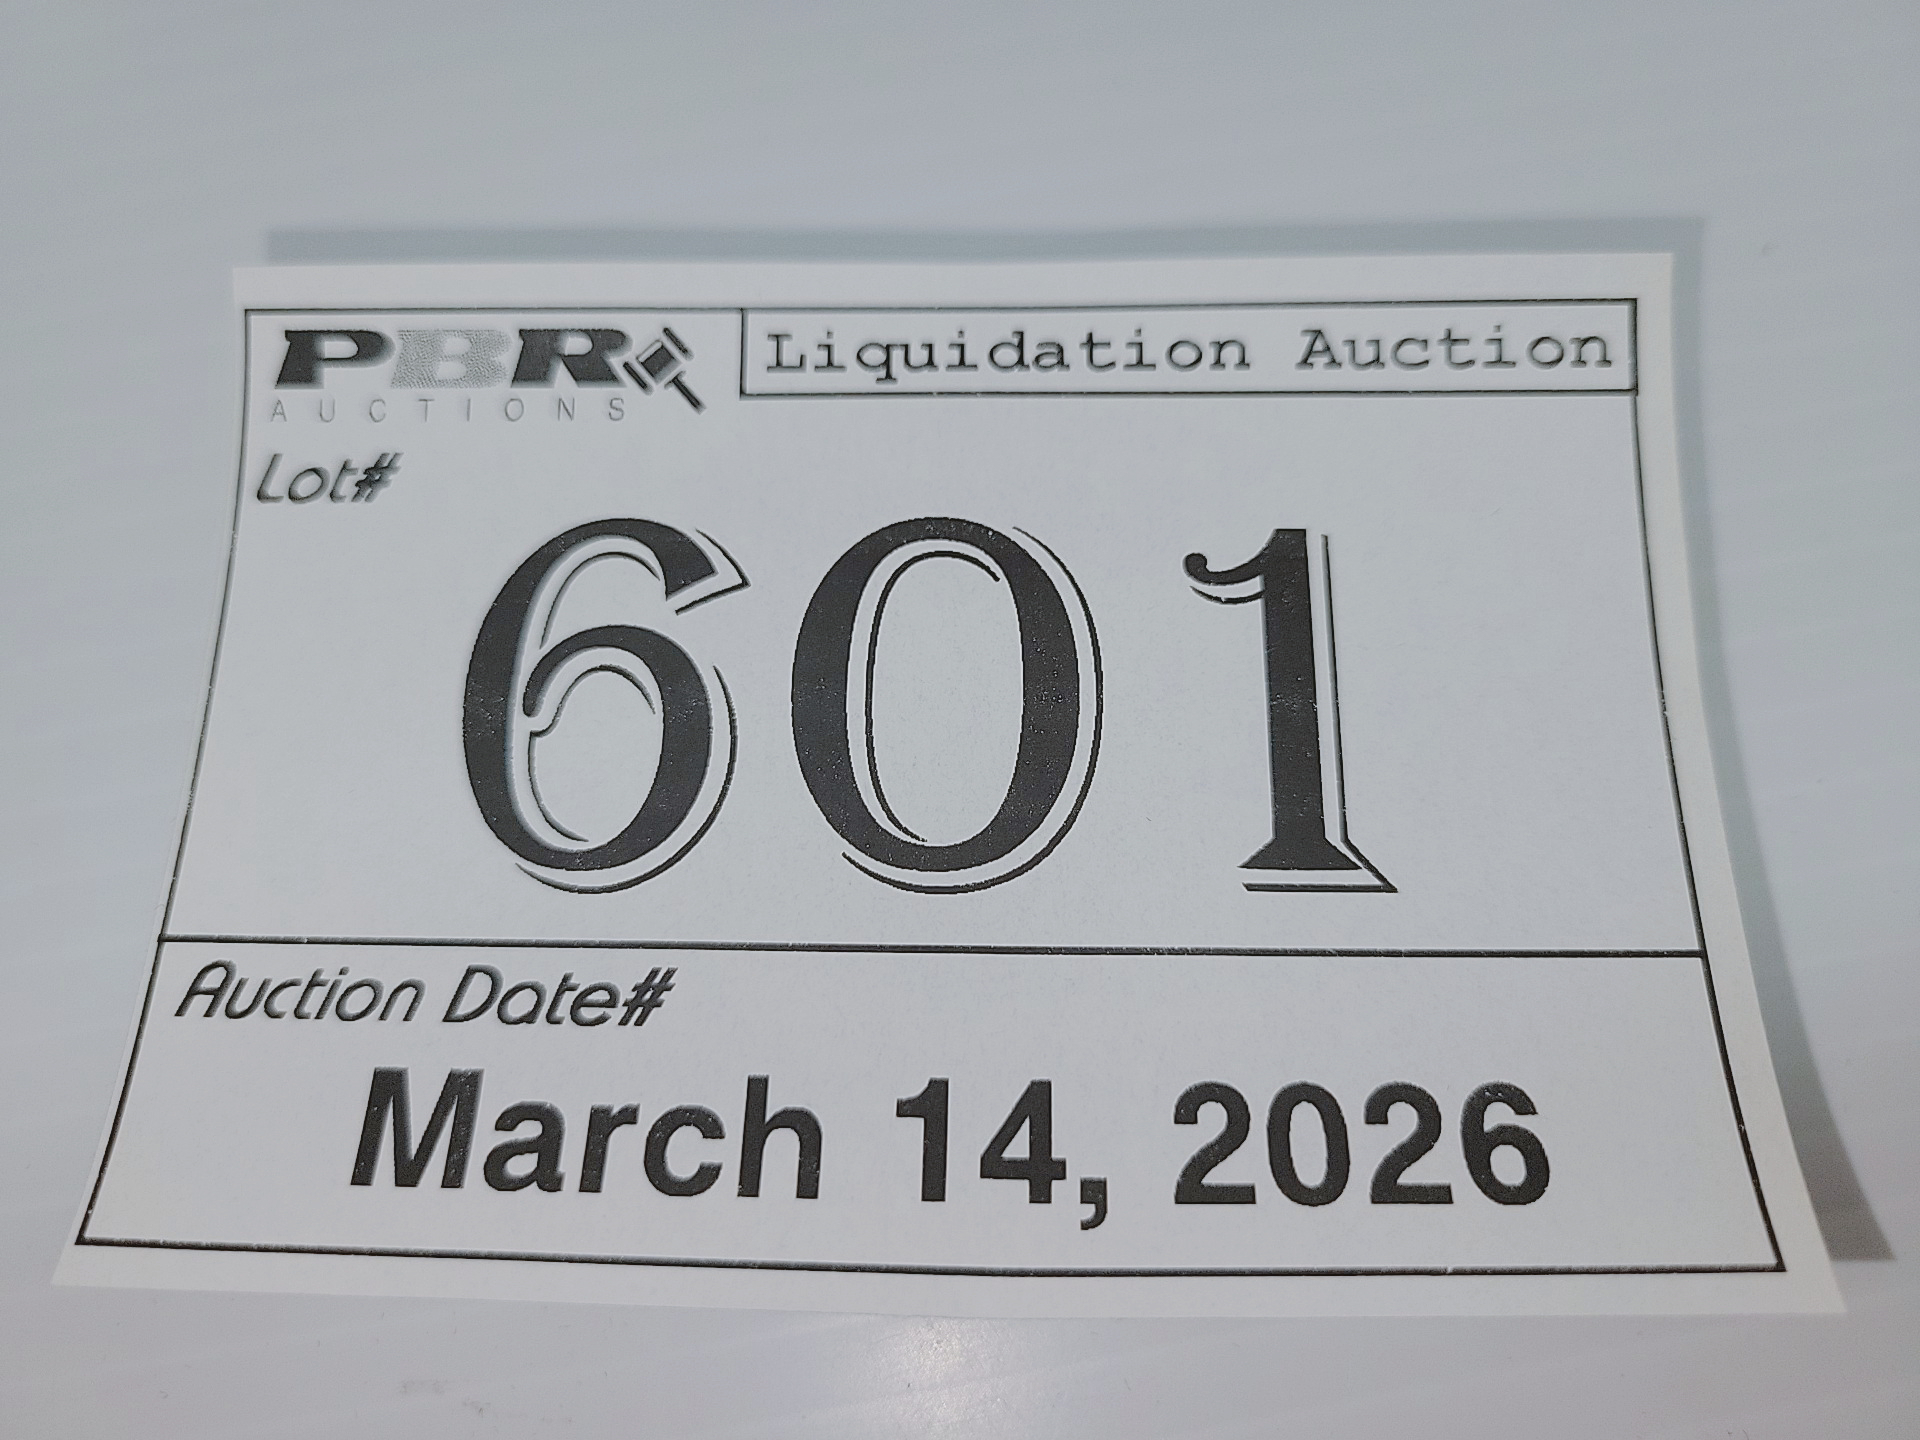 PBR
AUCTIONS
Liquidation Auction
Lot#
601
Auction Date#
March 14, 2026